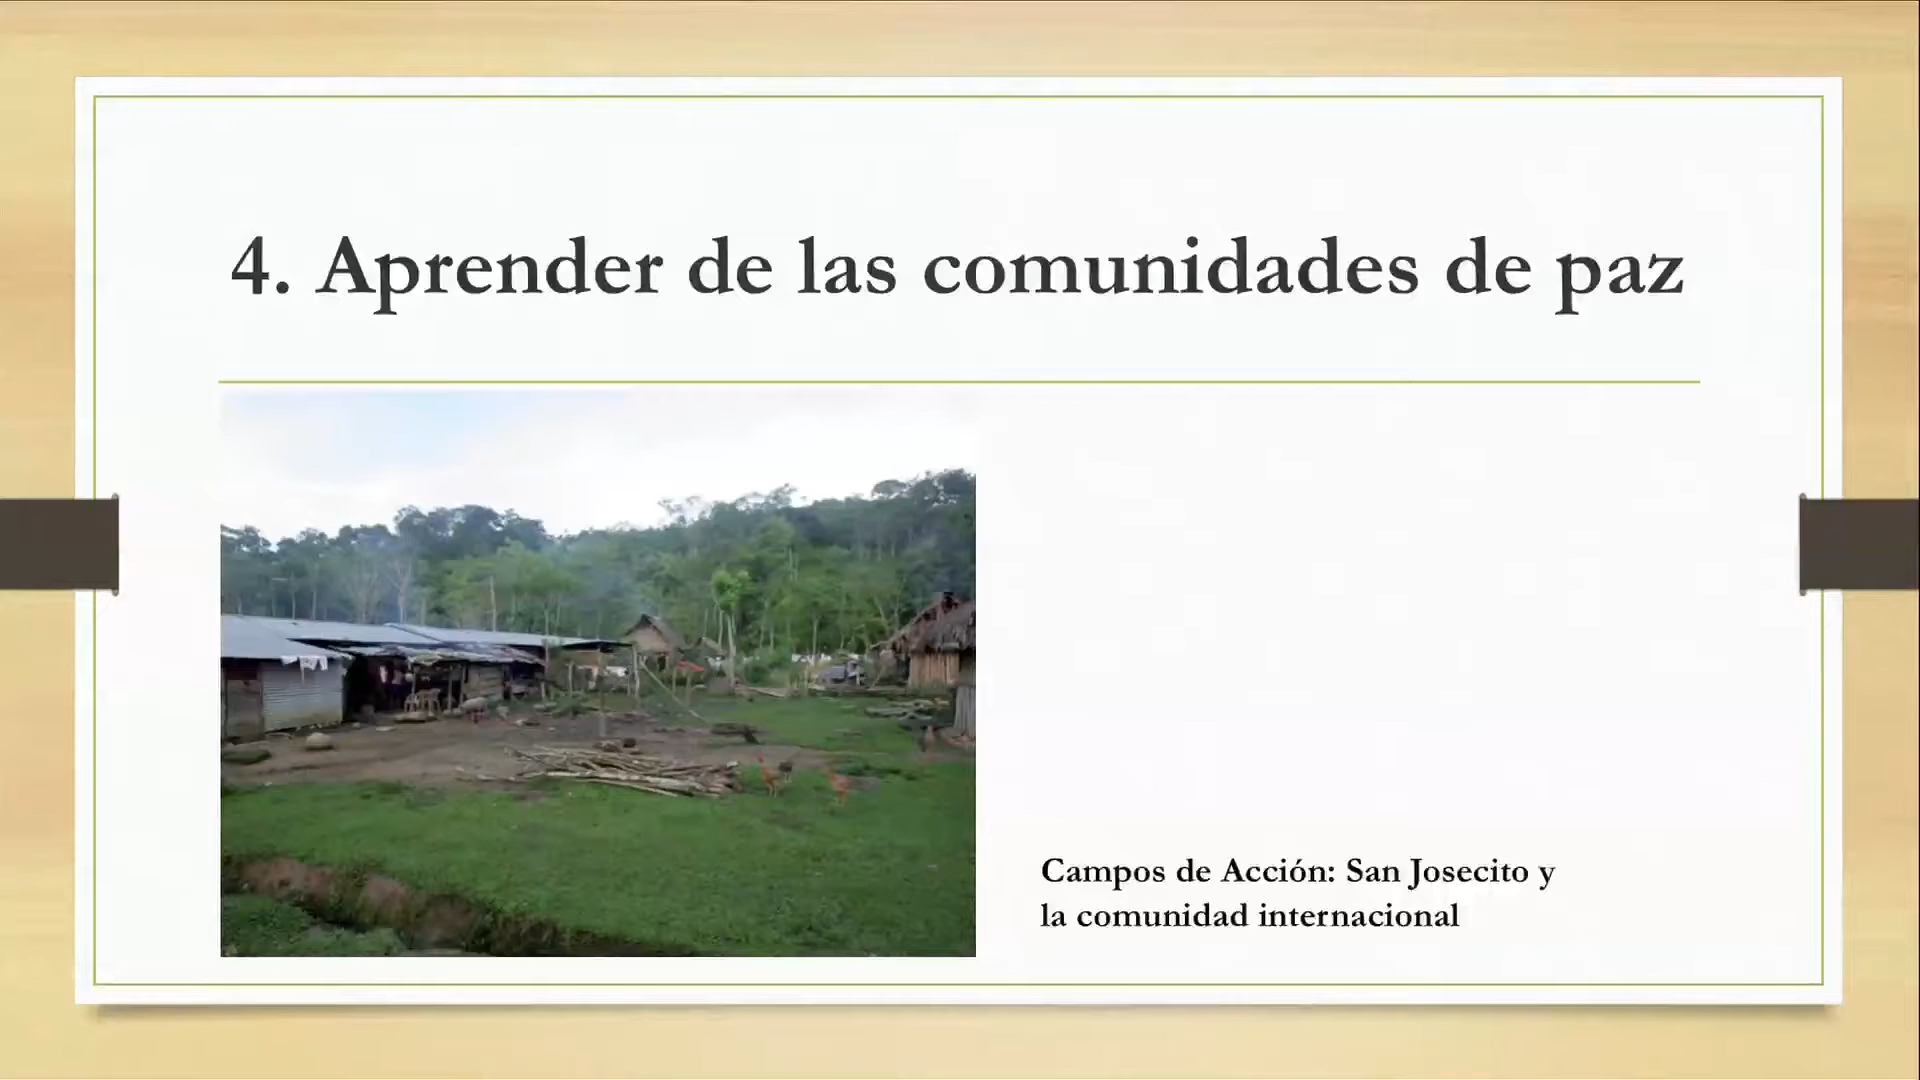 4. Aprender de las comunidades de paz
Campos de Acción: San Josecito y
la comunidad internacional